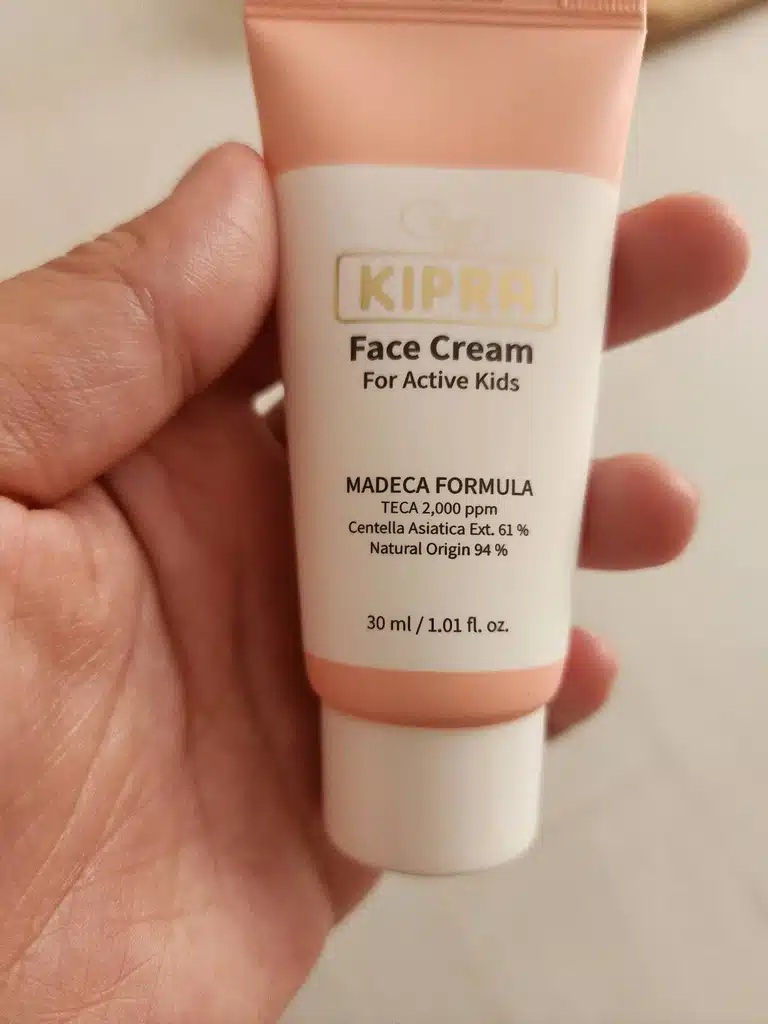 KIPRA
Face Cream
For Active Kids
MADECA FORMULA
TECA 2,000 ppm
Centella Asiatica Ext. 61 %
Natural Origin 94 %
30 ml / 1.01 fl. oz.